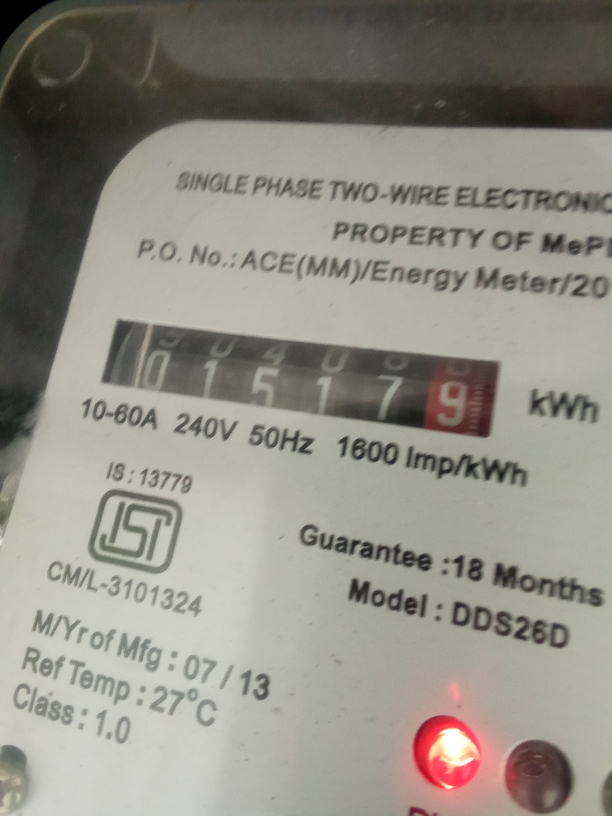 SINGLE PHASE TWO-WIRE ELECTRONIC
PROPERTY OF MePD
P.O. No.: ACE(MM)/Energy Meter/20
0 1 5 1 7 9 kWh
10-60A 240V 50Hz 1600 Imp/kWh
IS : 13779
ISI
CM/L-3101324
Guarantee :18 Months
Model : DDS26D
M/Yr of Mfg : 07 / 13
Ref Temp : 27°C
Class : 1.0